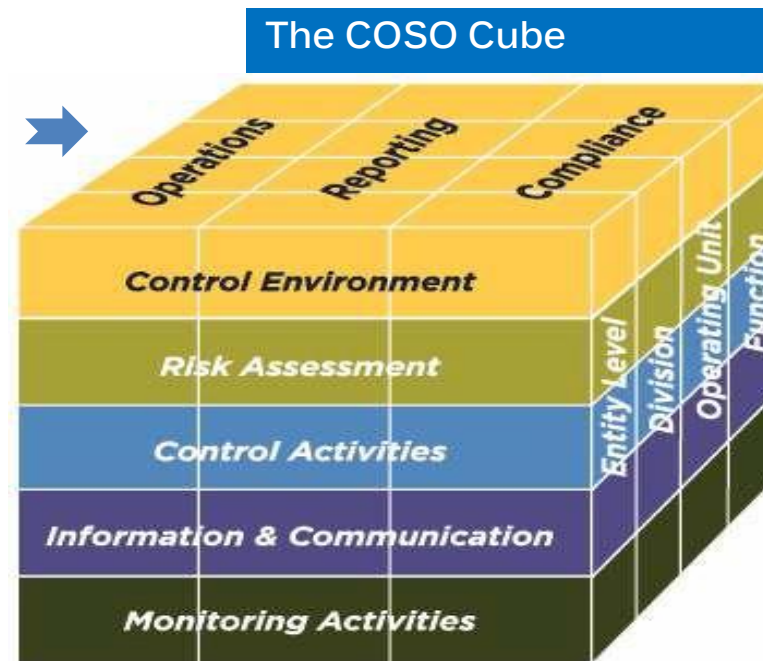 The COSO Cube
Operations
Reporting
Compliance
Control Environment
Risk Assessment
Control Activities
Information & Communication
Monitoring Activities
Entity Level
Division
Operating Unit
Function